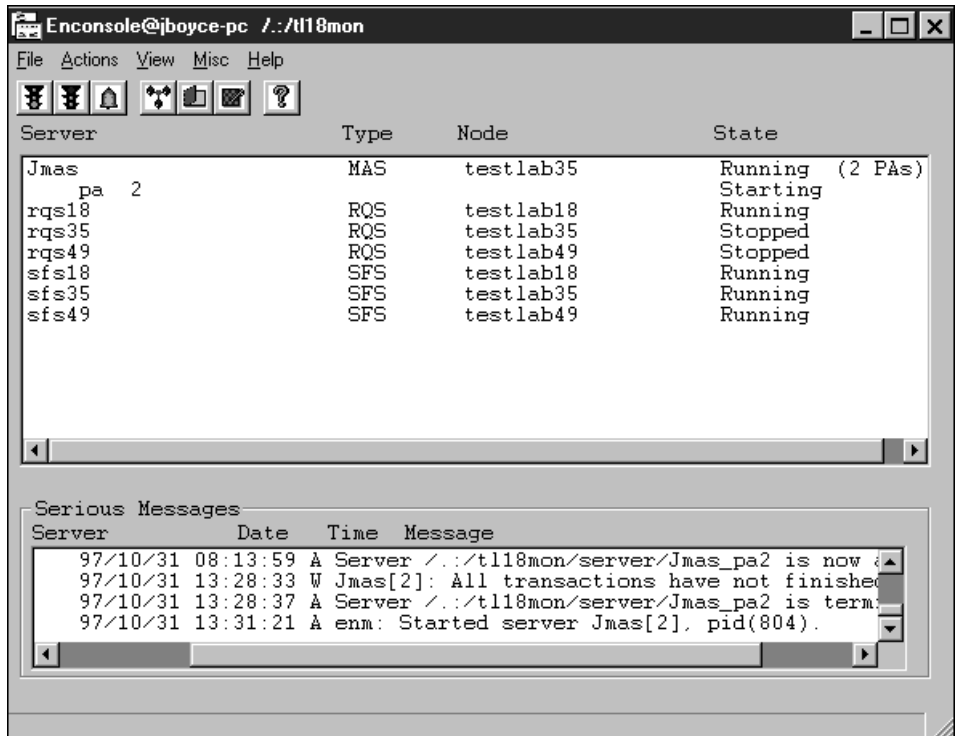 Enconsole@jboyce-pc /.:/tl18mon
File Actions View Misc Help
Server Type Node State
Jmas MAS testlab35 Running (2 PAs)
pa 2 Starting
rqs18 RQS testlab18 Running
rqs35 RQS testlab35 Stopped
rqs49 RQS testlab49 Stopped
sfs18 SFS testlab18 Running
sfs35 SFS testlab35 Running
sfs49 SFS testlab49 Running
Serious Messages
Server Date Time Message
97/10/31 08:13:59 A Server /.:/tl18mon/server/Jmas_pa2 is now
97/10/31 13:28:33 W Jmas[2]: All transactions have not finished
97/10/31 13:28:37 A Server /.:/tl18mon/server/Jmas_pa2 is term
97/10/31 13:31:21 A enm: Started server Jmas[2], pid(804).